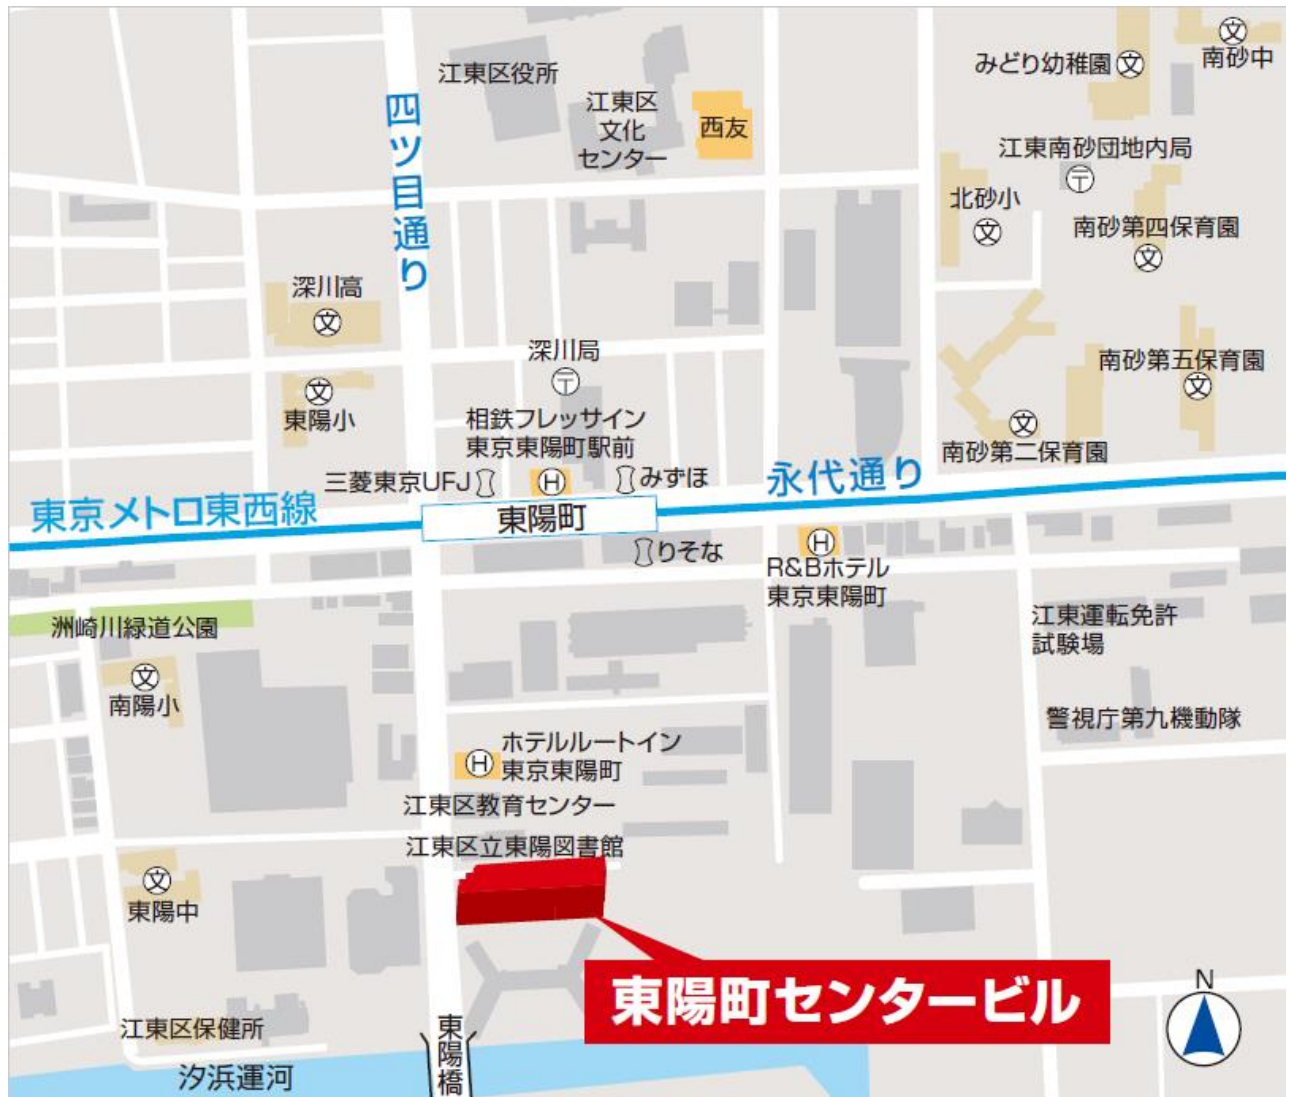 江東区役所
江東区
文化
センター
西友
みどり幼稚園
文
文
南砂中
四ツ目通り
江東南砂団地内局
〒
北砂小
文
南砂第四保育園
文
深川高
文
深川局
〒
南砂第五保育園
文
文
東陽小
相鉄フレッサイン
東京東陽町駅前
文
南砂第二保育園
三菱東京UFJ
H
みずほ
永代通り
東京メトロ東西線
東陽町
りそな
H
R&Bホテル
東京東陽町
洲崎川緑道公園
江東運転免許
試験場
文
南陽小
警視庁第九機動隊
H
ホテルルートイン
東京東陽町
江東区教育センター
江東区立東陽図書館
文
東陽中
東陽町センタービル
N
江東区保健所
東陽橋
汐浜運河